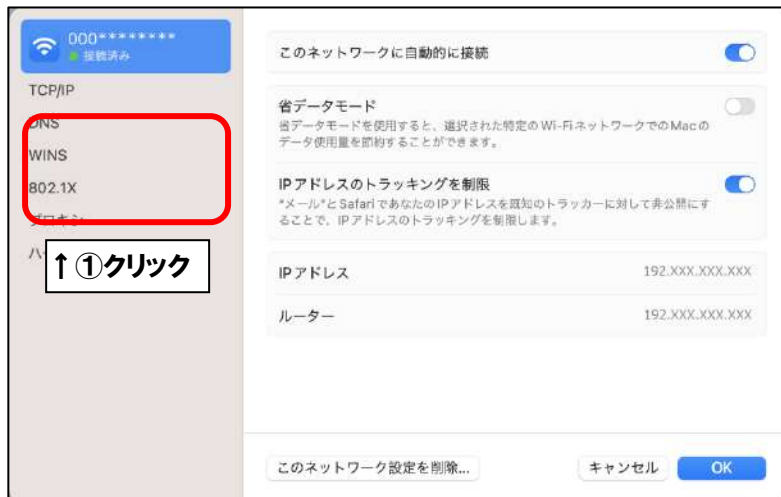 000********
接続済み
TCP/IP
DNS
WINS
802.1X
プロキシ
ハ
↑①クリック
このネットワークに自動的に接続
省データモード
省データモードを使用すると、選択された特定のWi-FiネットワークでのMacの
データ使用量を節約することができます。
IPアドレスのトラッキングを制限
"メール"とSafariであなたのIPアドレスを既知のトラッカーに対して非公開にす
ることで、IPアドレスのトラッキングを制限します。
IPアドレス 192.XXX.XXX.XXX
ルーター 192.XXX.XXX.XXX
このネットワーク設定を削除... キャンセル OK